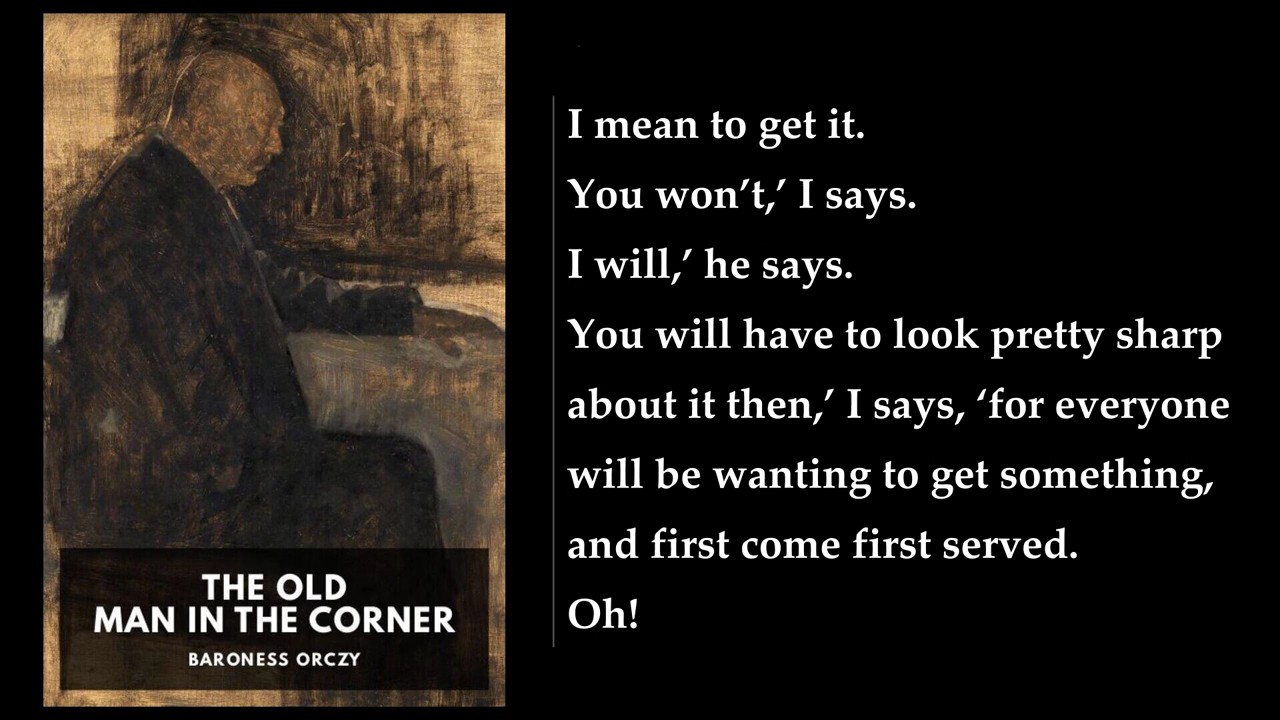 THE OLD
MAN IN THE CORNER
BARONESS ORCZY
I mean to get it.
You won’t,’ I says.
I will,’ he says.
You will have to look pretty sharp
about it then,’ I says, ‘for everyone
will be wanting to get something,
and first come first served.
Oh!